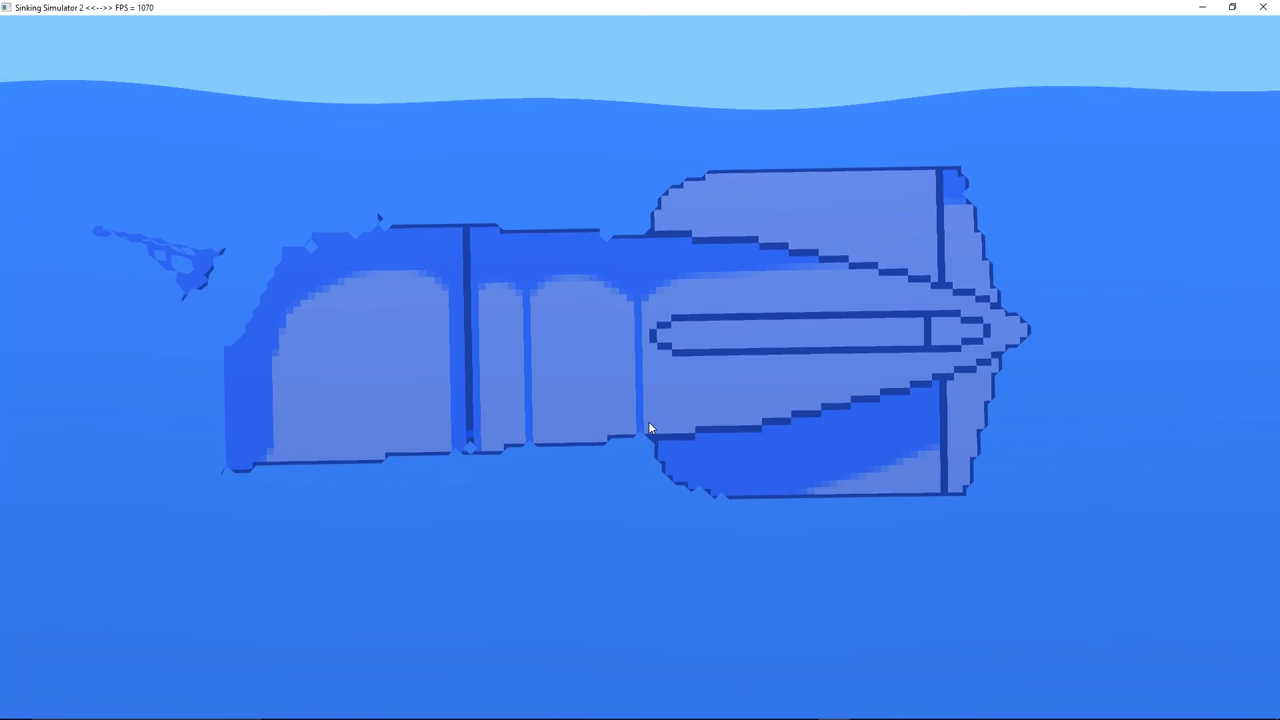 Sinking Simulator 2 <<-->> FPS = 1070